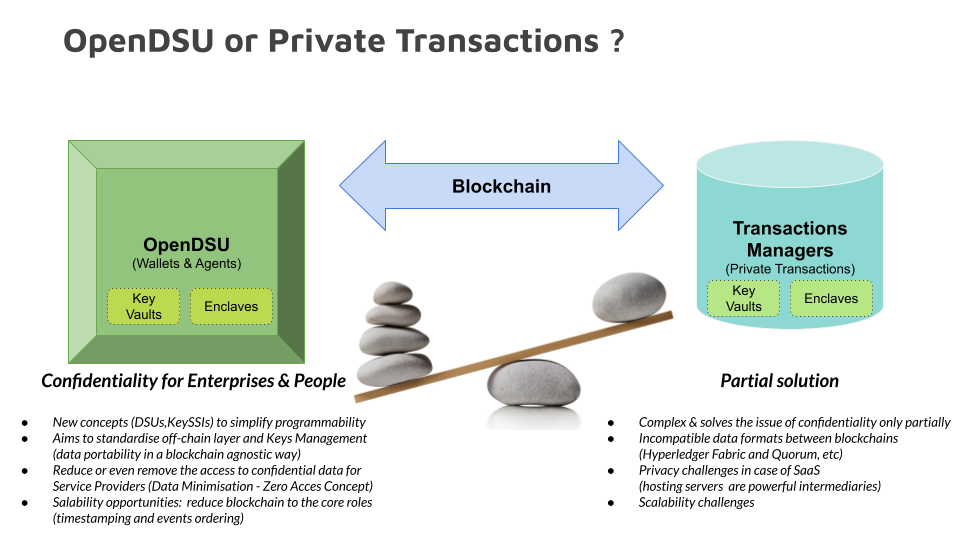 OpenDSU or Private Transactions ?
Blockchain
OpenDSU
(Wallets & Agents)
Key
Vaults
Enclaves
Transactions
Managers
(Private Transactions)
Key
Vaults
Enclaves
Confidentiality for Enterprises & People
● New concepts (DSUs,KeySSIs) to simplify programmability
● Aims to standardise off-chain layer and Keys Management
(data portability in a blockchain agnostic way)
● Reduce or even remove the access to confidential data for
Service Providers (Data Minimisation - Zero Acces Concept)
● Salability opportunities: reduce blockchain to the core roles
(timestamping and events ordering)
Partial solution
● Complex & solves the issue of confidentiality only partially
● Incompatible data formats between blockchains
(Hyperledger Fabric and Quorum, etc)
● Privacy challenges in case of SaaS
(hosting servers are powerful intermediaries)
● Scalability challenges